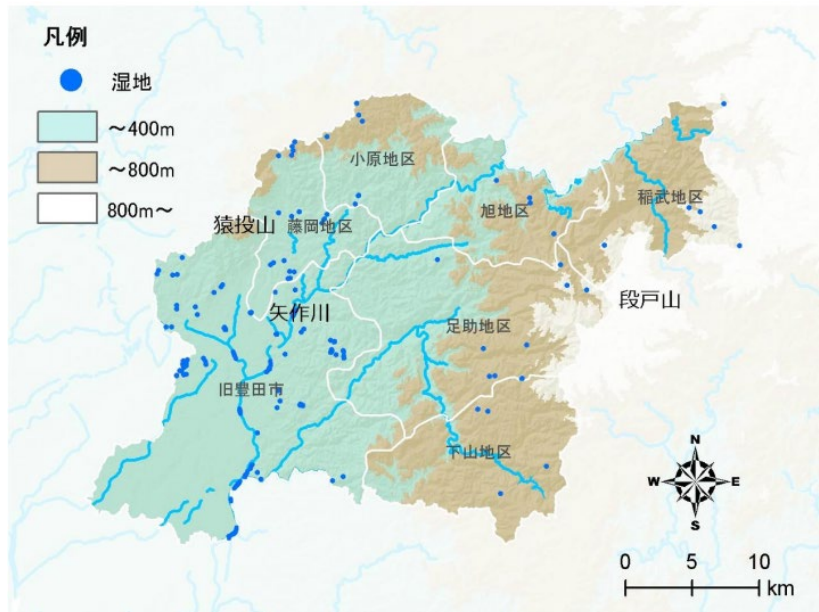 凡例
湿地
～400m
～800m
800m～
小原地区
猿投山
藤岡地区
旭地区
稲武地区
矢作川
段戸山
足助地区
旧豊田市
下山地区
N
W
E
S
0
5
10
km